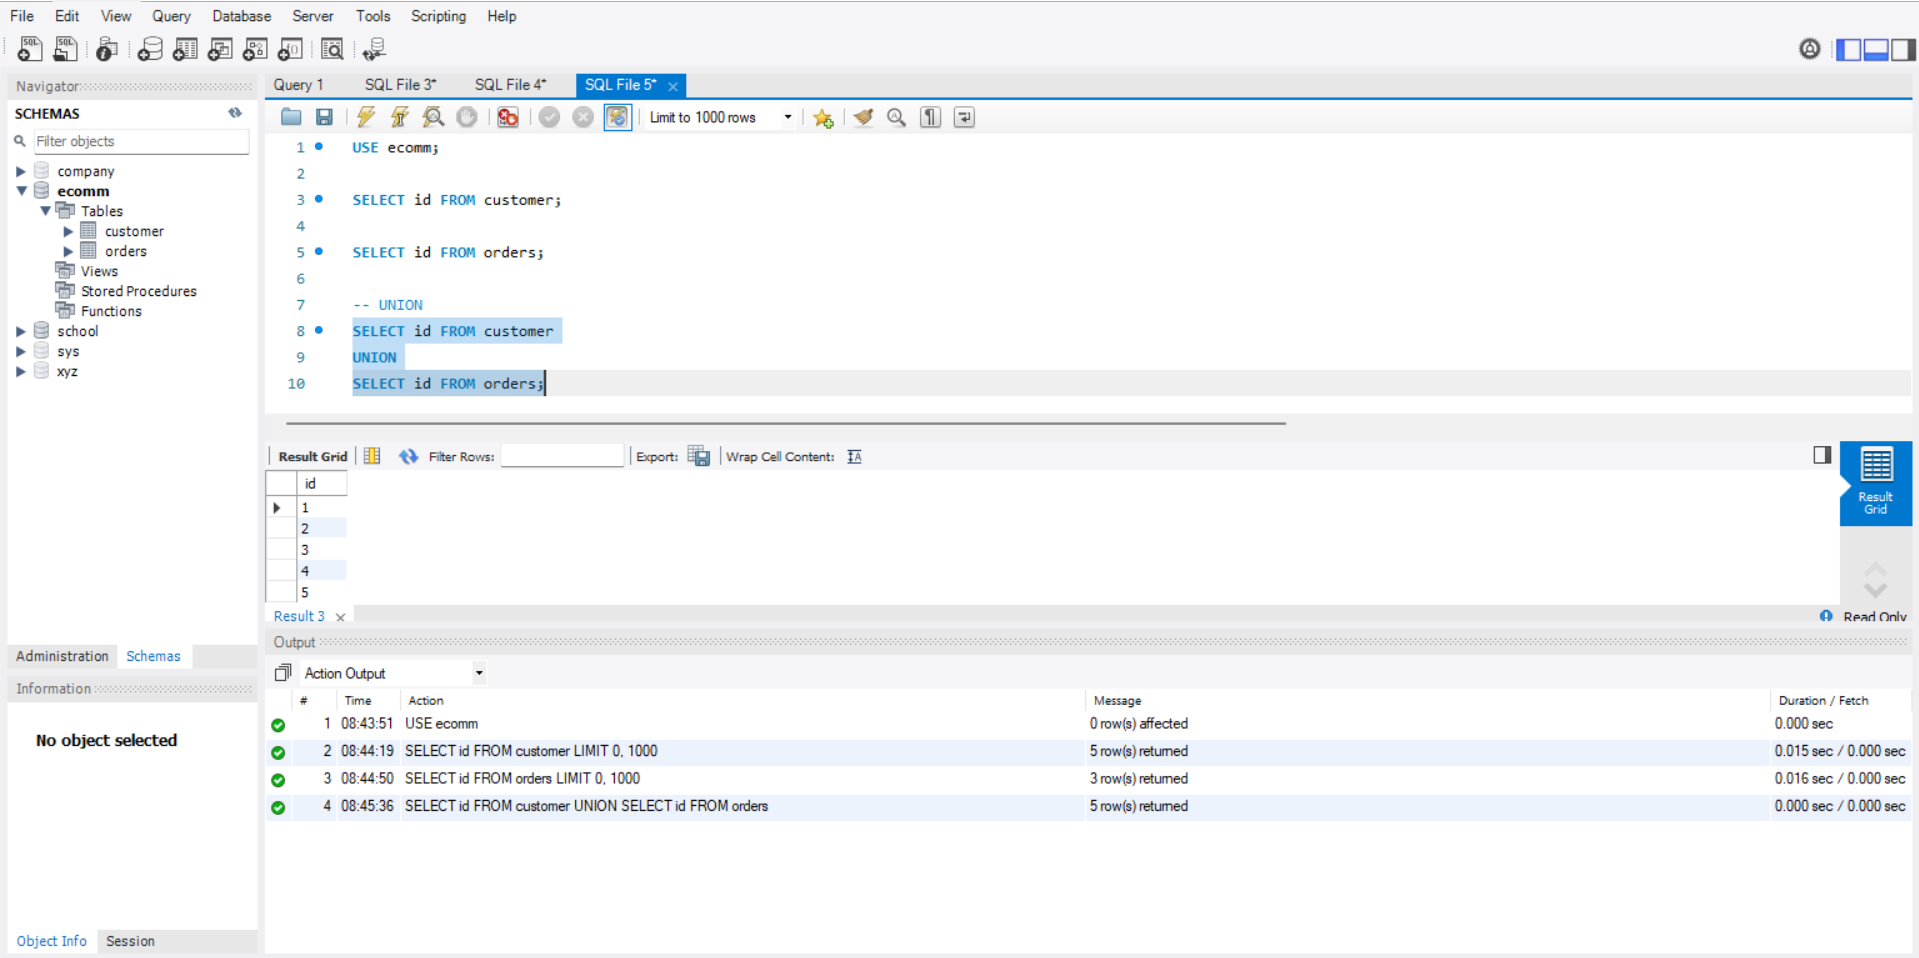 File Edit View Query Database Server Tools Scripting Help
Navigator
SCHEMAS
Filter objects
company
ecomm
Tables
customer
orders
Views
Stored Procedures
Functions
school
sys
xyz
Administration Schemas
Information
No object selected
Object Info Session
Query 1 SQL File 3* SQL File 4* SQL File 5*
Limit to 1000 rows
1 USE ecomm;
2
3 SELECT id FROM customer;
4
5 SELECT id FROM orders;
6
7 -- UNION
8 SELECT id FROM customer
9 UNION
10 SELECT id FROM orders;
Result Grid Filter Rows: Export: Wrap Cell Content:
id
1
2
3
4
5
Result Grid
Result 3
Read Only
Output
Action Output
# Time Action Message Duration / Fetch
1 08:43:51 USE ecomm 0 row(s) affected 0.000 sec
2 08:44:19 SELECT id FROM customer LIMIT 0, 1000 5 row(s) returned 0.015 sec / 0.000 sec
3 08:44:50 SELECT id FROM orders LIMIT 0, 1000 3 row(s) returned 0.016 sec / 0.000 sec
4 08:45:36 SELECT id FROM customer UNION SELECT id FROM orders 5 row(s) returned 0.000 sec / 0.000 sec